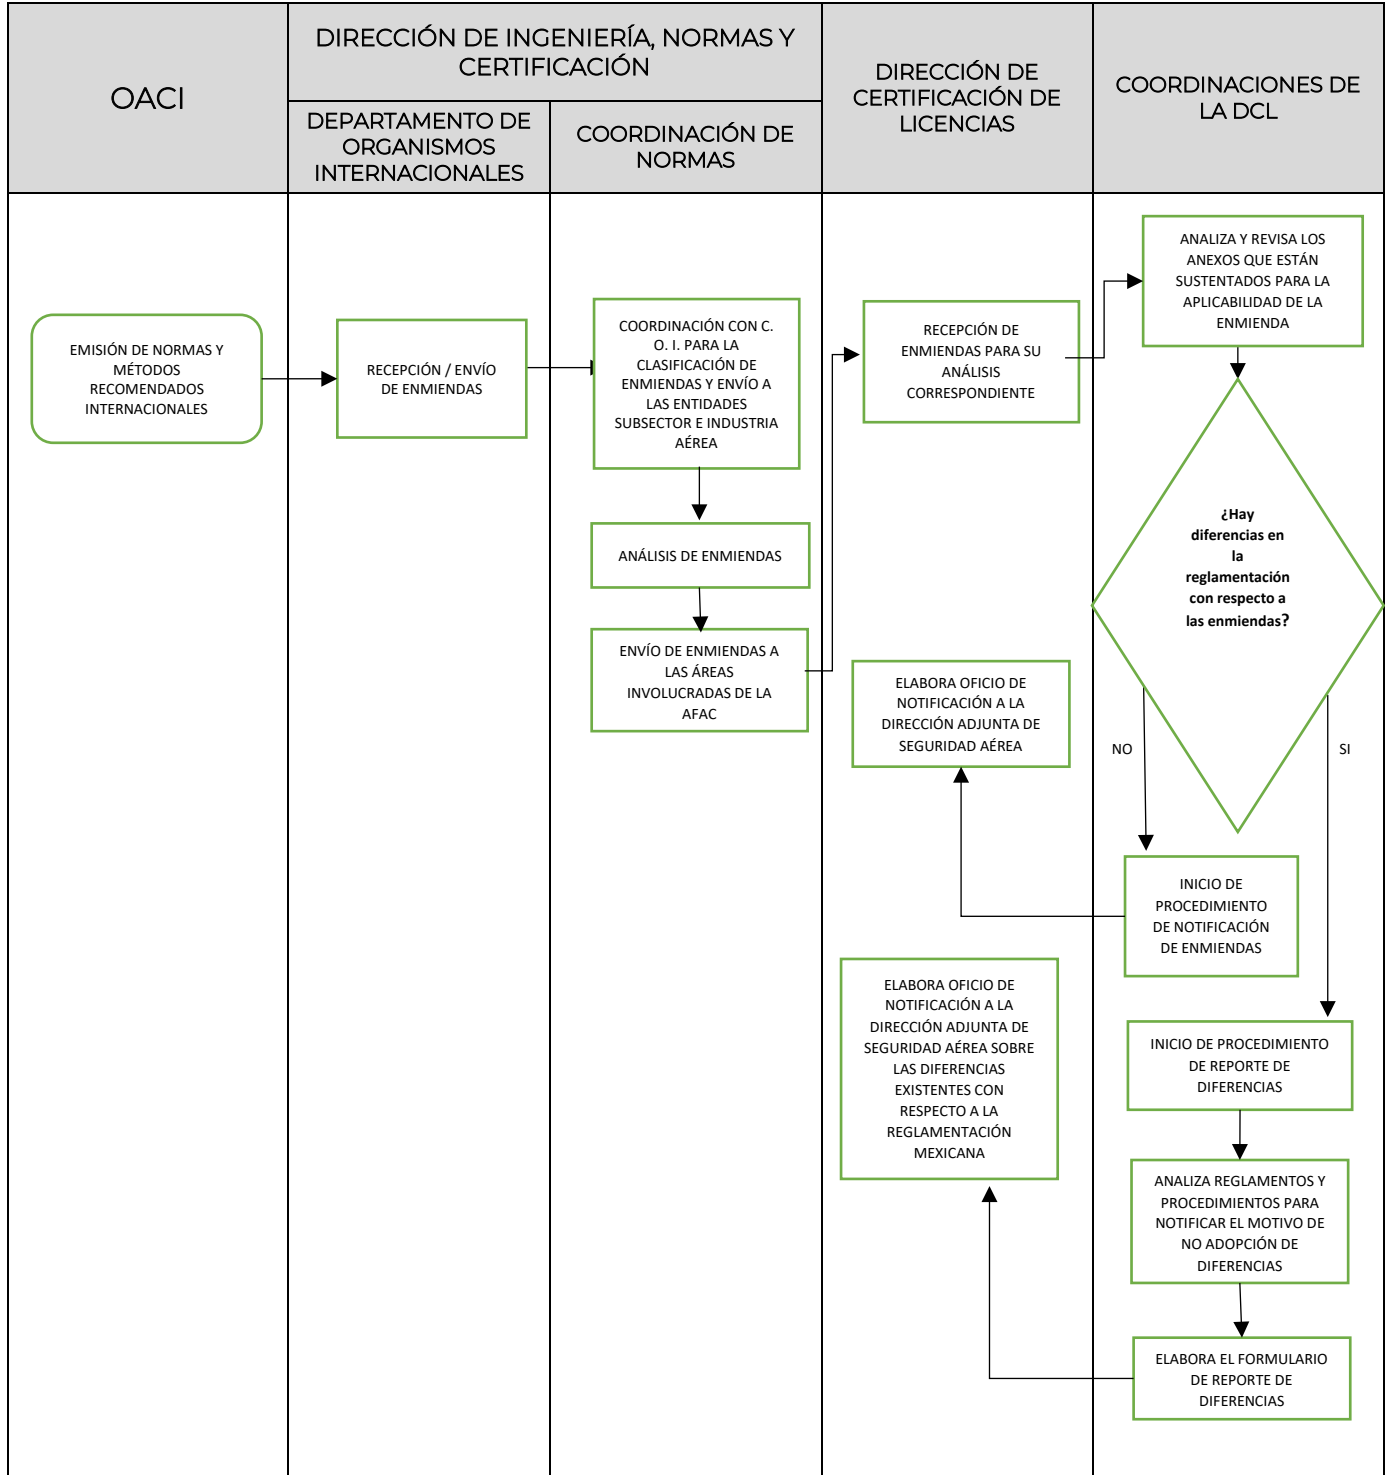 OACI
DIRECCIÓN DE INGENIERÍA, NORMAS Y
CERTIFICACIÓN
DEPARTAMENTO DE
ORGANISMOS
INTERNACIONALES
COORDINACIÓN DE
NORMAS
DIRECCIÓN DE
CERTIFICACIÓN DE
LICENCIAS
COORDINACIONES DE
LA DCL
EMISIÓN DE NORMAS Y
MÉTODOS
RECOMENDADOS
INTERNACIONALES
RECEPCIÓN / ENVÍO
DE ENMIENDAS
COORDINACIÓN CON C.
O. I. PARA LA
CLASIFICACIÓN DE
ENMIENDAS Y ENVÍO A
LAS ENTIDADES
SUBSECTOR E INDUSTRIA
AÉREA
ANÁLISIS DE ENMIENDAS
ENVÍO DE ENMIENDAS A
LAS ÁREAS
INVOLUCRADAS DE LA
AFAC
RECEPCIÓN DE
ENMIENDAS PARA SU
ANÁLISIS
CORRESPONDIENTE
ANALIZA Y REVISA LOS
ANEXOS QUE ESTÁN
SUSTENTADOS PARA LA
APLICABILIDAD DE LA
ENMIENDA
¿Hay
diferencias en
la
reglamentación
con respecto a
las enmiendas?
NO
SI
INICIO DE
PROCEDIMIENTO
DE NOTIFICACIÓN
DE ENMIENDAS
ELABORA OFICIO DE
NOTIFICACIÓN A LA
DIRECCIÓN ADJUNTA DE
SEGURIDAD AÉREA
INICIO DE PROCEDIMIENTO
DE REPORTE DE
DIFERENCIAS
ANALIZA REGLAMENTOS Y
PROCEDIMIENTOS PARA
NOTIFICAR EL MOTIVO DE
NO ADOPCIÓN DE
DIFERENCIAS
ELABORA EL FORMULARIO
DE REPORTE DE
DIFERENCIAS
ELABORA OFICIO DE
NOTIFICACIÓN A LA
DIRECCIÓN ADJUNTA DE
SEGURIDAD AÉREA SOBRE
LAS DIFERENCIAS
EXISTENTES CON
RESPECTO A LA
REGLAMENTACIÓN
MEXICANA